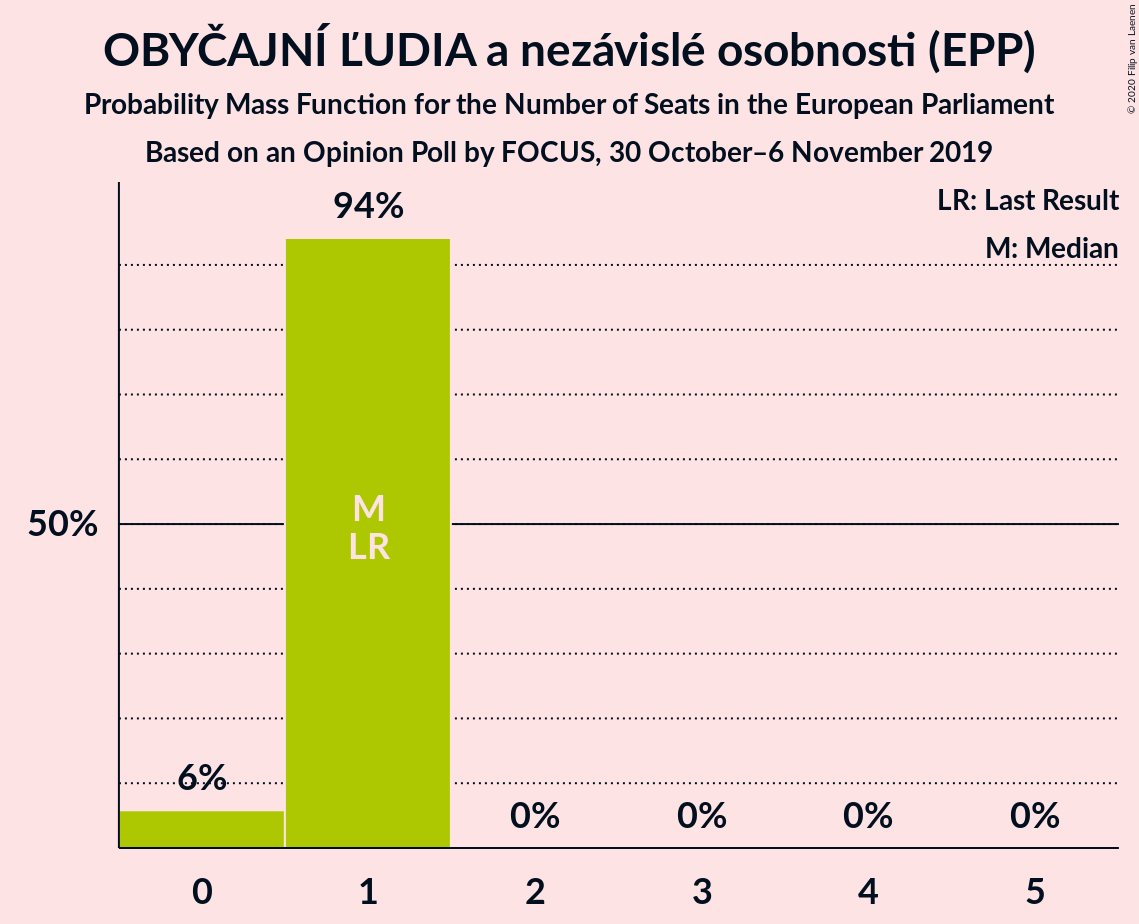 OBYČAJNÍ ĽUDIA a nezávislé osobnosti (EPP)
Probability Mass Function for the Number of Seats in the European Parliament
Based on an Opinion Poll by FOCUS, 30 October–6 November 2019
© 2020 Filip van Laenen
LR: Last Result
M: Median
94%
50%
M
LR
6%
0%
0%
0%
0%
0
1
2
3
4
5